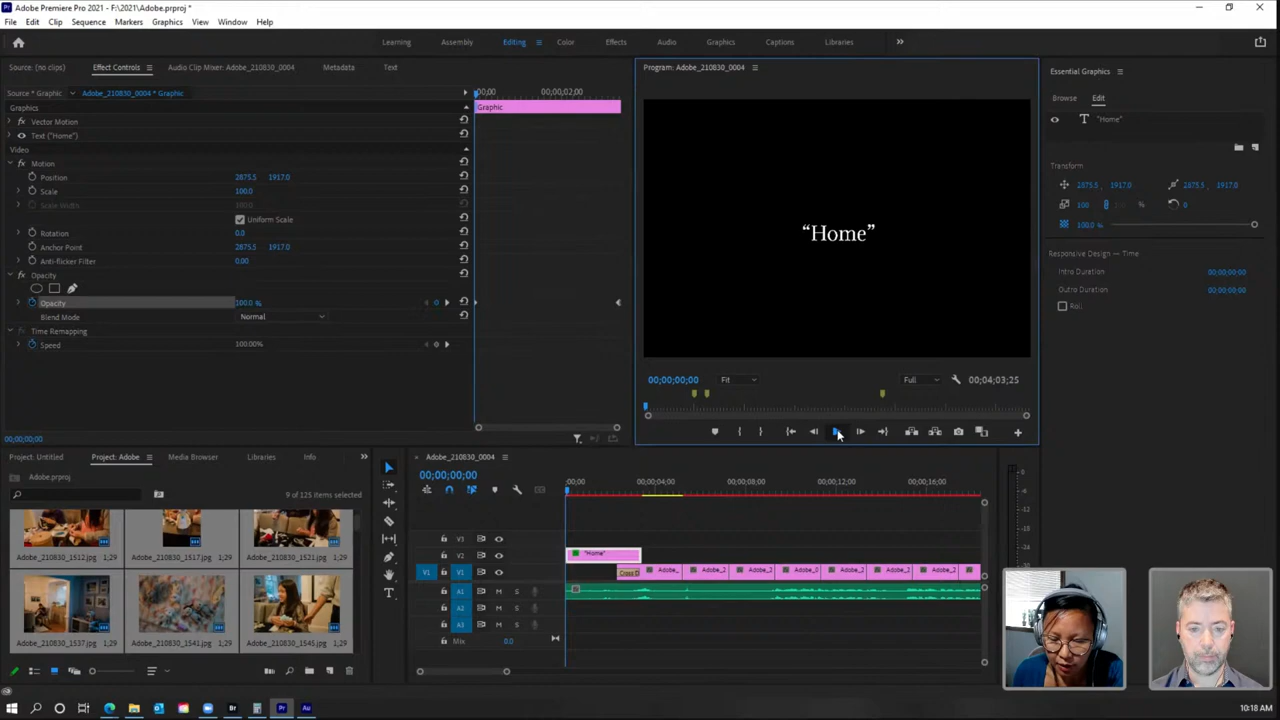 Adobe Premiere Pro 2021 - F:\2021\Adobe.prproj *
File Edit Clip Sequence Markers Graphics View Window Help
Learning Assembly Editing Color Effects Audio Graphics Captions Libraries
Source: (no clips) Effect Controls Audio Clip Mixer: Adobe_210830_0004 Metadata Text
Program: Adobe_210830_0004
Essential Graphics
Source * Graphic Adobe_210830_0004 * Graphic
00;00 00;00;02;00
Browse Edit
Graphics
Graphic
Vector Motion
"Home"
Text ("Home")
Video
Motion
Transform
Position 2875.5 1917.0
2875.5 , 1917.0 2875.5 , 1917.0
Scale 100.0
Scale Width 100.0
100 % 0
Uniform Scale
100.0 %
Rotation 0.0
“Home”
Anchor Point 2875.5 1917.0
Responsive Design — Time
Anti-flicker Filter 0.00
Intro Duration 00;00;00;00
Opacity
Outro Duration 00;00;00;00
Opacity 100.0 %
Roll
Blend Mode Normal
Time Remapping
Speed 100.00%
00;00;00;00 Fit Full 00;04;03;25
00;00;00;00
Project: Untitled Project: Adobe Media Browser Libraries Info
Adobe_210830_0004
Adobe.prproj
00;00;00;00
;00;00 00;00;04;00 00;00;08;00 00;00;12;00 00;00;16;00
9 of 125 items selected
V3
V2 "Home"
V1 V1 Cross D Adobe_ Adobe_2 Adobe_2 Adobe_0 Adobe_2 Adobe_2 Adobe_2
A1 M S
A2 M S
A3 M S
Mix 0.0
Adobe_210830_1512.jpg 1;29 Adobe_210830_1517.jpg 1;29 Adobe_210830_1521.jpg 1;29
Adobe_210830_1537.jpg 1;29 Adobe_210830_1541.jpg 1;29 Adobe_210830_1545.jpg 1;29
10:18 AM